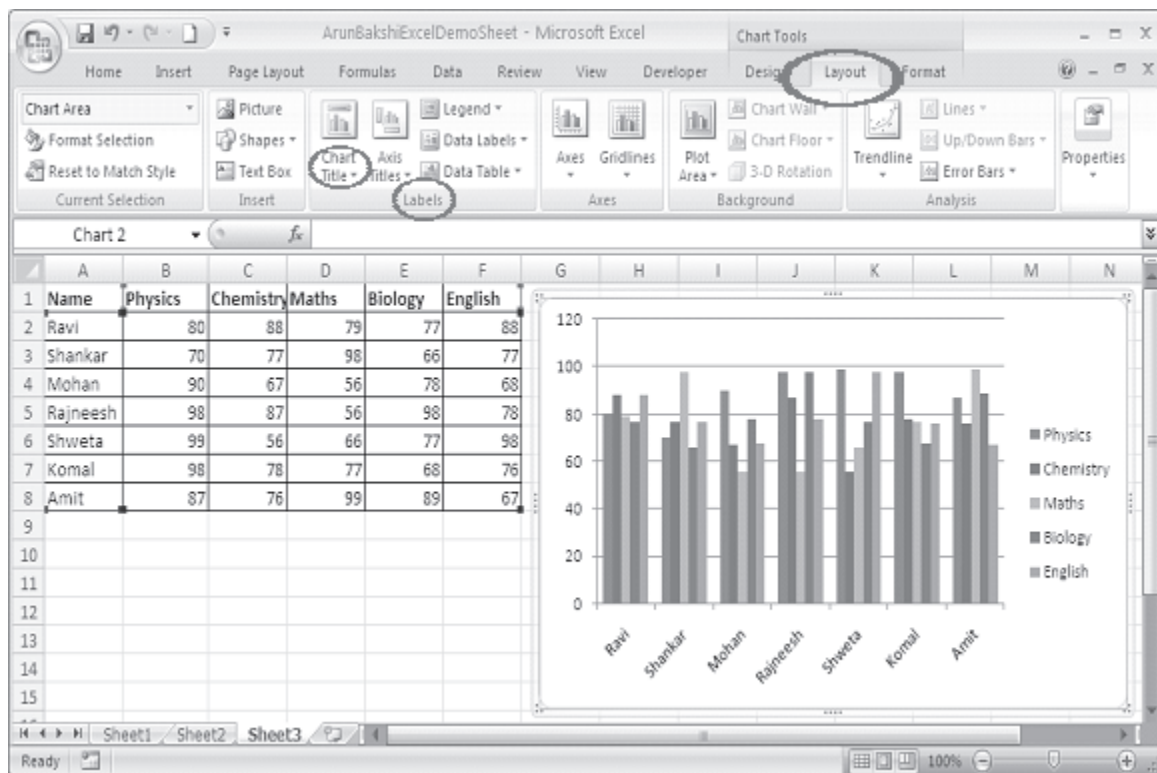 ArunBakshiExcelDemoSheet - Microsoft Excel
Chart Tools
Home Insert Page Layout Formulas Data Review View Developer Design Layout Format
Chart Area
Format Selection
Reset to Match Style
Current Selection
Picture
Shapes
Text Box
Insert
Chart Title
Axis Titles
Legend
Data Labels
Data Table
Labels
Axes
Gridlines
Axes
Plot Area
Chart Wall
Chart Floor
3-D Rotation
Background
Trendline
Lines
Up/Down Bars
Error Bars
Analysis
Properties
Chart 2 fx
A B C D E F G H I J K L M N
1 Name Physics Chemistry Maths Biology English
2 Ravi 80 88 79 77 88
3 Shankar 70 77 98 66 77
4 Mohan 90 67 56 78 68
5 Rajneesh 98 87 56 98 78
6 Shweta 99 56 66 77 98
7 Komal 98 78 77 68 76
8 Amit 87 76 99 89 67
9
10
11
12
13
14
15
120
100
80
60
40
20
0
Ravi Shankar Mohan Rajneesh Shweta Komal Amit
Physics
Chemistry
Maths
Biology
English
Sheet1 Sheet2 Sheet3
Ready 100%